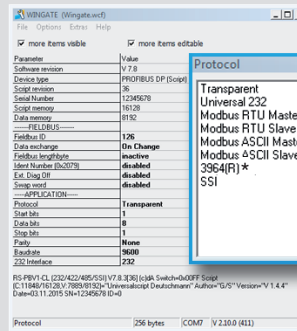 WINGATE (Wingate.wcf)
File Options Extras Help
more items visible more items editable
Parameter Value
Software revision V 7.8
Device type PROFIBUS DP (Script)
Script revision 36
Serial Number 12345678
Script memory 16128
Data memory 8192
------FIELDBUS------
Fieldbus ID 126
Data exchange On Change
Fieldbus lengthbyte inactive
Ident Number (0x2079) disabled
Ext. Diag Off disabled
Swap word disabled
-----APPLICATION-----
Protocol Transparent
Start bits 1
Data bits 8
Stop bits 1
Parity None
Baudrate 9600
232 Interface 232
Protocol
Transparent
Universal 232
Modbus RTU Maste
Modbus RTU Slave
Modbus ASCII Maste
Modbus ASCII Slave
3964(R)*
SSI
RS-PBV1-CL (232/422/485/SSI) V7.8.3[36] (c)dA Switch=0x00FF Script
(C:11848/16128,V:7889/8192)="Universalscript Deutschmann" Author="G/S" Version="V 1.4.4"
Date=03.11.2015 SN=12345678 ID=0
Protocol 256 bytes COM7 V 2.10.0 (411)